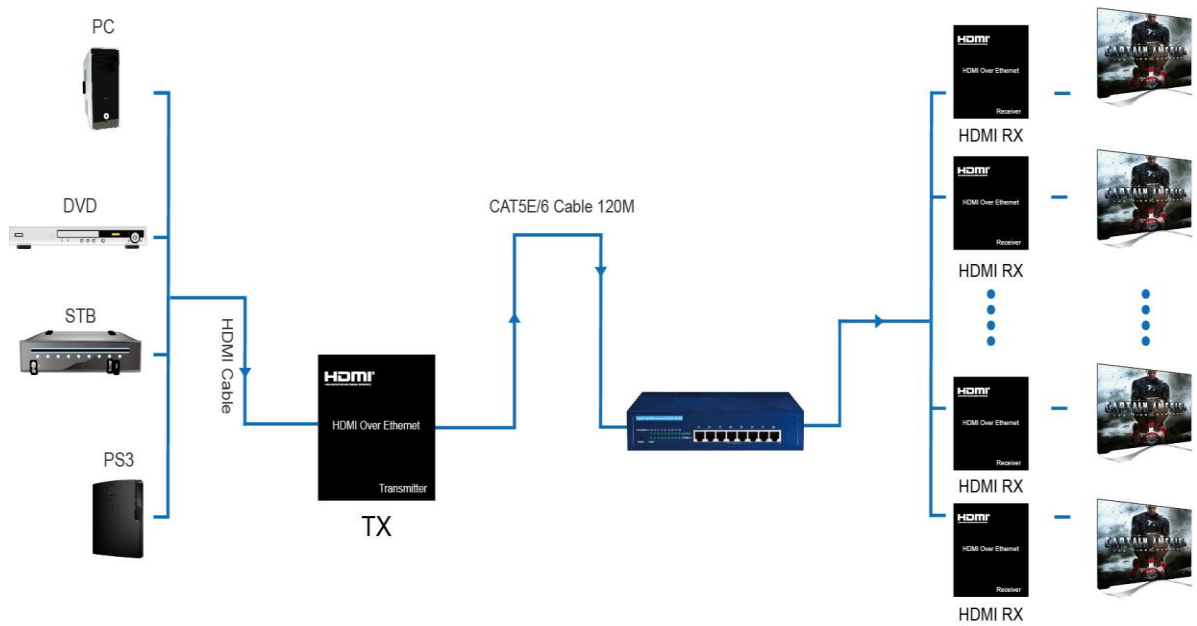 PC
DVD
STB
PS3
HDMI Cable
HDMI
HDMI Over Ethernet
Transmitter
TX
CAT5E/6 Cable 120M
HDMI
HDMI Over Ethernet
Receiver
HDMI RX
CAPTAIN AMERICA
HDMI
HDMI Over Ethernet
Receiver
HDMI RX
CAPTAIN AMERICA
HDMI
HDMI Over Ethernet
Receiver
HDMI RX
CAPTAIN AMERICA
HDMI
HDMI Over Ethernet
Receiver
HDMI RX
CAPTAIN AMERICA